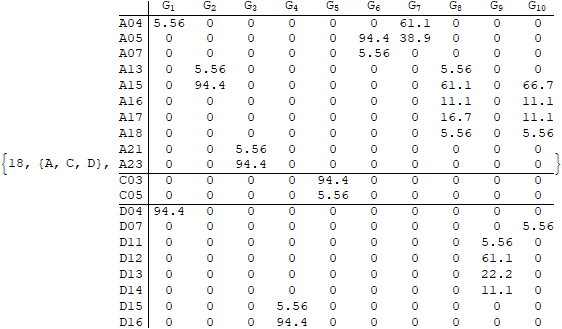 G1 G2 G3 G4 G5 G6 G7 G8 G9 G10
A04 5.56 0 0 0 0 0 61.1 0 0 0
A05 0 0 0 0 0 94.4 38.9 0 0 0
A07 0 0 0 0 0 5.56 0 0 0 0
A13 0 5.56 0 0 0 0 0 5.56 0 0
A15 0 94.4 0 0 0 0 0 61.1 0 66.7
A16 0 0 0 0 0 0 0 11.1 0 11.1
A17 0 0 0 0 0 0 0 16.7 0 11.1
A18 0 0 0 0 0 0 0 5.56 0 5.56
A21 0 0 5.56 0 0 0 0 0 0 0
{18, {A, C, D}, A23 0 0 94.4 0 0 0 0 0 0 0 }
C03 0 0 0 0 94.4 0 0 0 0 0
C05 0 0 0 0 5.56 0 0 0 0 0
D04 94.4 0 0 0 0 0 0 0 0 0
D07 0 0 0 0 0 0 0 0 0 5.56
D11 0 0 0 0 0 0 0 0 5.56 0
D12 0 0 0 0 0 0 0 0 61.1 0
D13 0 0 0 0 0 0 0 0 22.2 0
D14 0 0 0 0 0 0 0 0 11.1 0
D15 0 0 0 5.56 0 0 0 0 0 0
D16 0 0 0 94.4 0 0 0 0 0 0